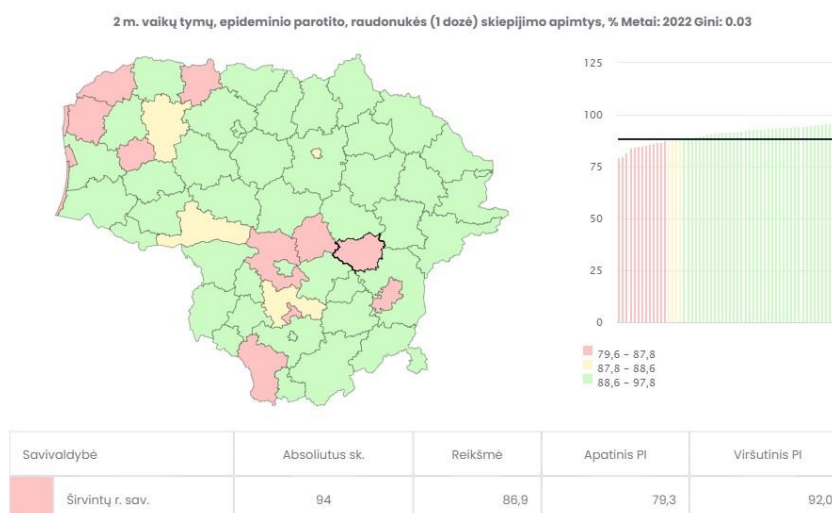 2 m. vaikų tymų, epideminio parotito, raudonukės (1 dozė) skiepijimo apimtys, % Metai: 2022 Gini: 0.03
125
100
75
50
25
0
79,6 – 87,8
87,8 – 88,6
88,6 – 97,8
Savivaldybė Absoliutus sk. Reikšmė Apatinis PI Viršutinis PI
Širvintų r. sav. 94 86,9 79,3 92,0